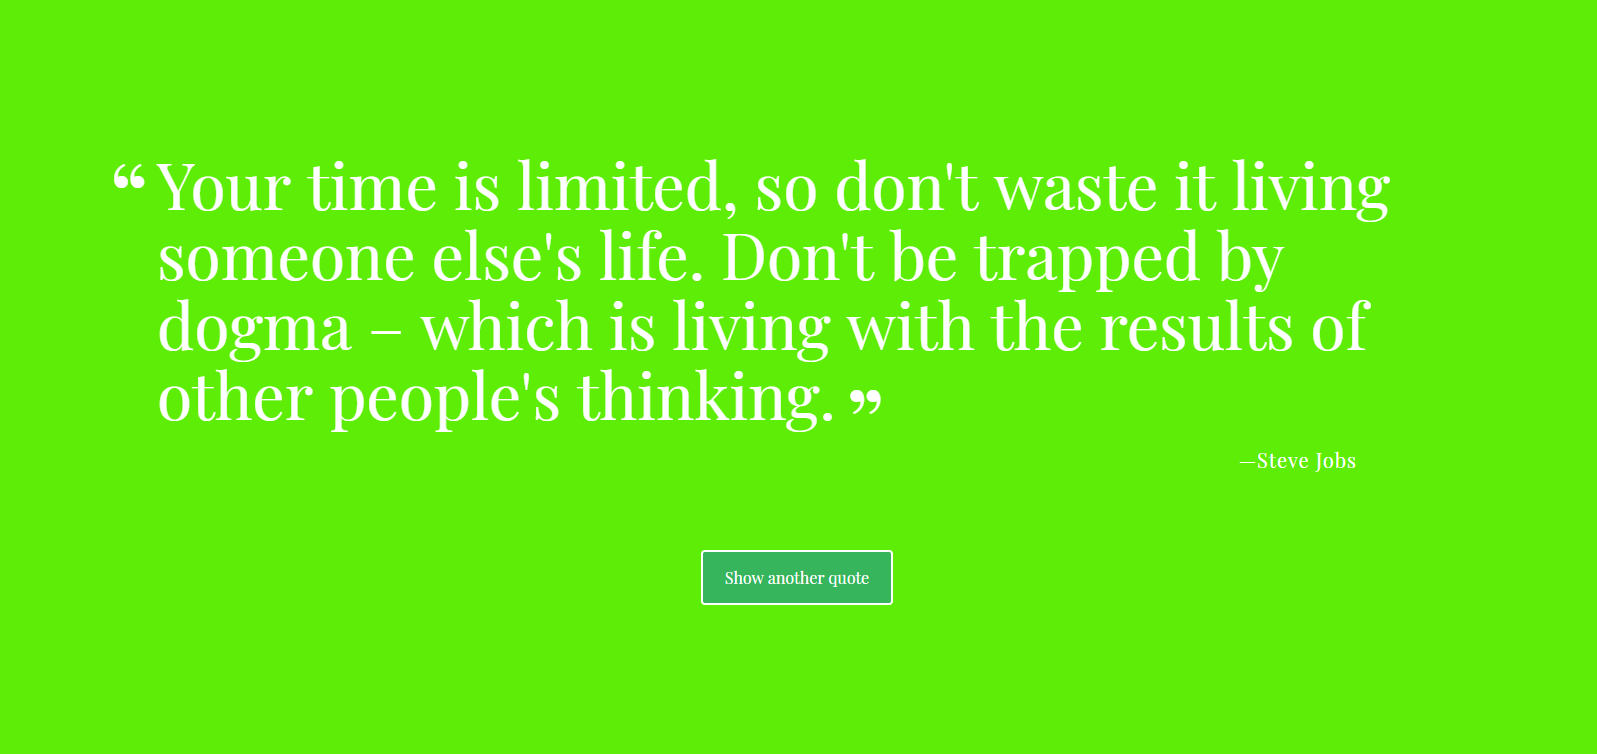 “ Your time is limited, so don't waste it living
someone else's life. Don't be trapped by
dogma – which is living with the results of
other people's thinking. ”
—Steve Jobs
Show another quote